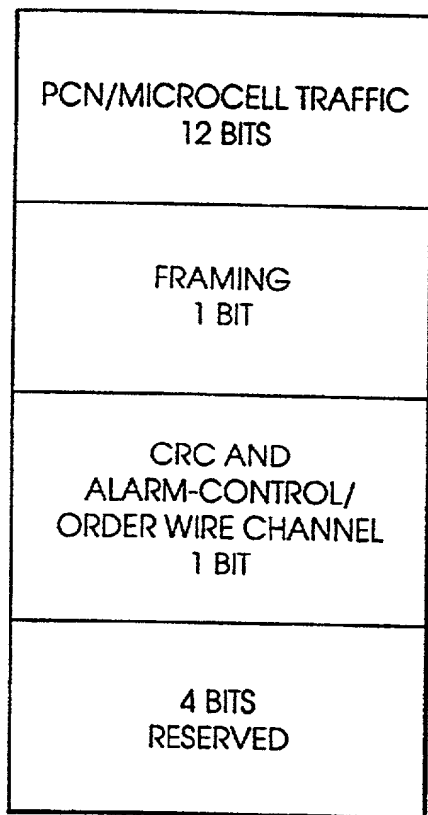 PCN/MICROCELL TRAFFIC
12 BITS
FRAMING
1 BIT
CRC AND
ALARM-CONTROL/
ORDER WIRE CHANNEL
1 BIT
4 BITS
RESERVED